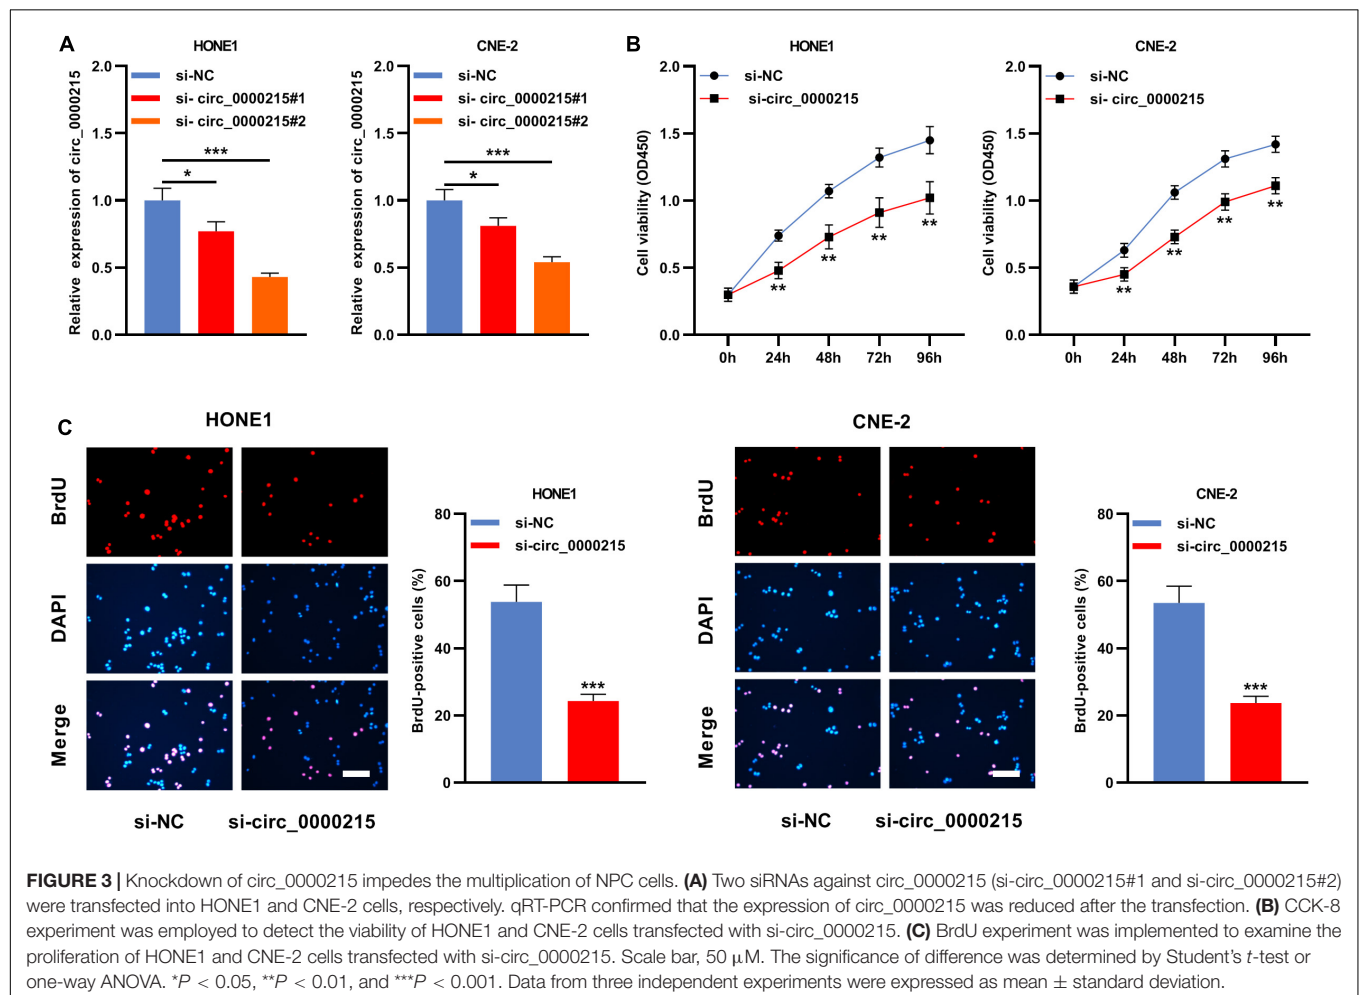 A
HONE1
Relative expression of circ_0000215
2.0
1.5
1.0
0.5
0.0
si-NC
si- circ_0000215#1
si- circ_0000215#2
***
*
CNE-2
Relative expression of circ_0000215
2.0
1.5
1.0
0.5
0.0
si-NC
si- circ_0000215#1
si- circ_0000215#2
***
*
B
HONE1
Cell viability (OD450)
2.0
1.5
1.0
0.5
0.0
si-NC
si-circ_0000215
** ** ** **
0h 24h 48h 72h 96h
CNE-2
Cell viability (OD450)
2.0
1.5
1.0
0.5
0.0
si-NC
si- circ_0000215
** ** ** **
0h 24h 48h 72h 96h
C
HONE1
BrdU
DAPI
Merge
si-NC si-circ_0000215
HONE1
BrdU-positive cells (%)
80
60
40
20
0
si-NC
si-circ_0000215
***
CNE-2
BrdU
DAPI
Merge
si-NC si-circ_0000215
CNE-2
BrdU-positive cells (%)
80
60
40
20
0
si-NC
si-circ_0000215
***
FIGURE 3 | Knockdown of circ_0000215 impedes the multiplication of NPC cells. (A) Two siRNAs against circ_0000215 (si-circ_0000215#1 and si-circ_0000215#2)
were transfected into HONE1 and CNE-2 cells, respectively. qRT-PCR confirmed that the expression of circ_0000215 was reduced after the transfection. (B) CCK-8
experiment was employed to detect the viability of HONE1 and CNE-2 cells transfected with si-circ_0000215. (C) BrdU experiment was implemented to examine the
proliferation of HONE1 and CNE-2 cells transfected with si-circ_0000215. Scale bar, 50 μM. The significance of difference was determined by Student's t-test or
one-way ANOVA. *P < 0.05, **P < 0.01, and ***P < 0.001. Data from three independent experiments were expressed as mean ± standard deviation.